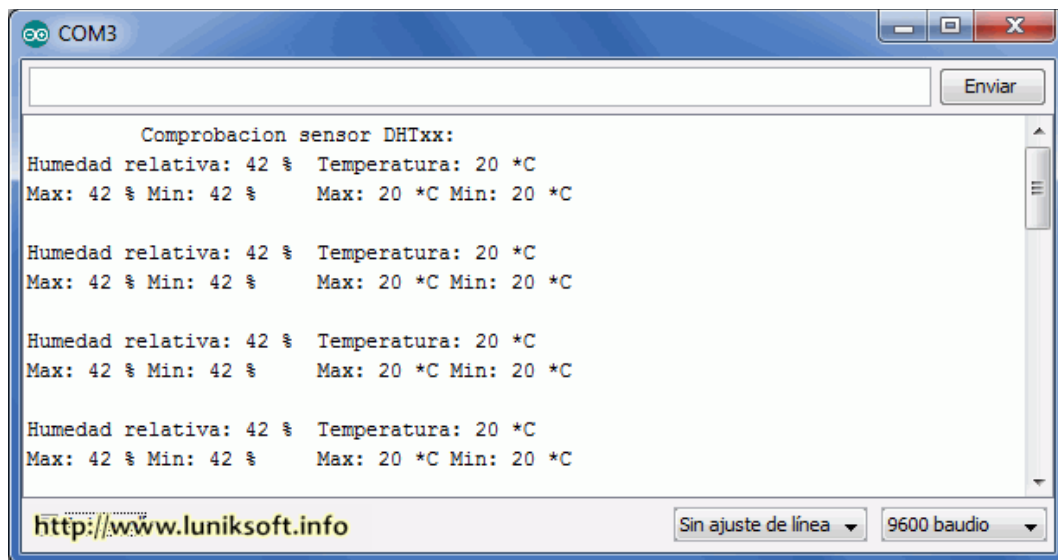 COM3
Enviar
Comprobacion sensor DHTxx:
Humedad relativa: 42 % Temperatura: 20 *C
Max: 42 % Min: 42 % Max: 20 *C Min: 20 *C
Humedad relativa: 42 % Temperatura: 20 *C
Max: 42 % Min: 42 % Max: 20 *C Min: 20 *C
Humedad relativa: 42 % Temperatura: 20 *C
Max: 42 % Min: 42 % Max: 20 *C Min: 20 *C
Humedad relativa: 42 % Temperatura: 20 *C
Max: 42 % Min: 42 % Max: 20 *C Min: 20 *C
http://www.luniksoft.info
Sin ajuste de línea
9600 baudio